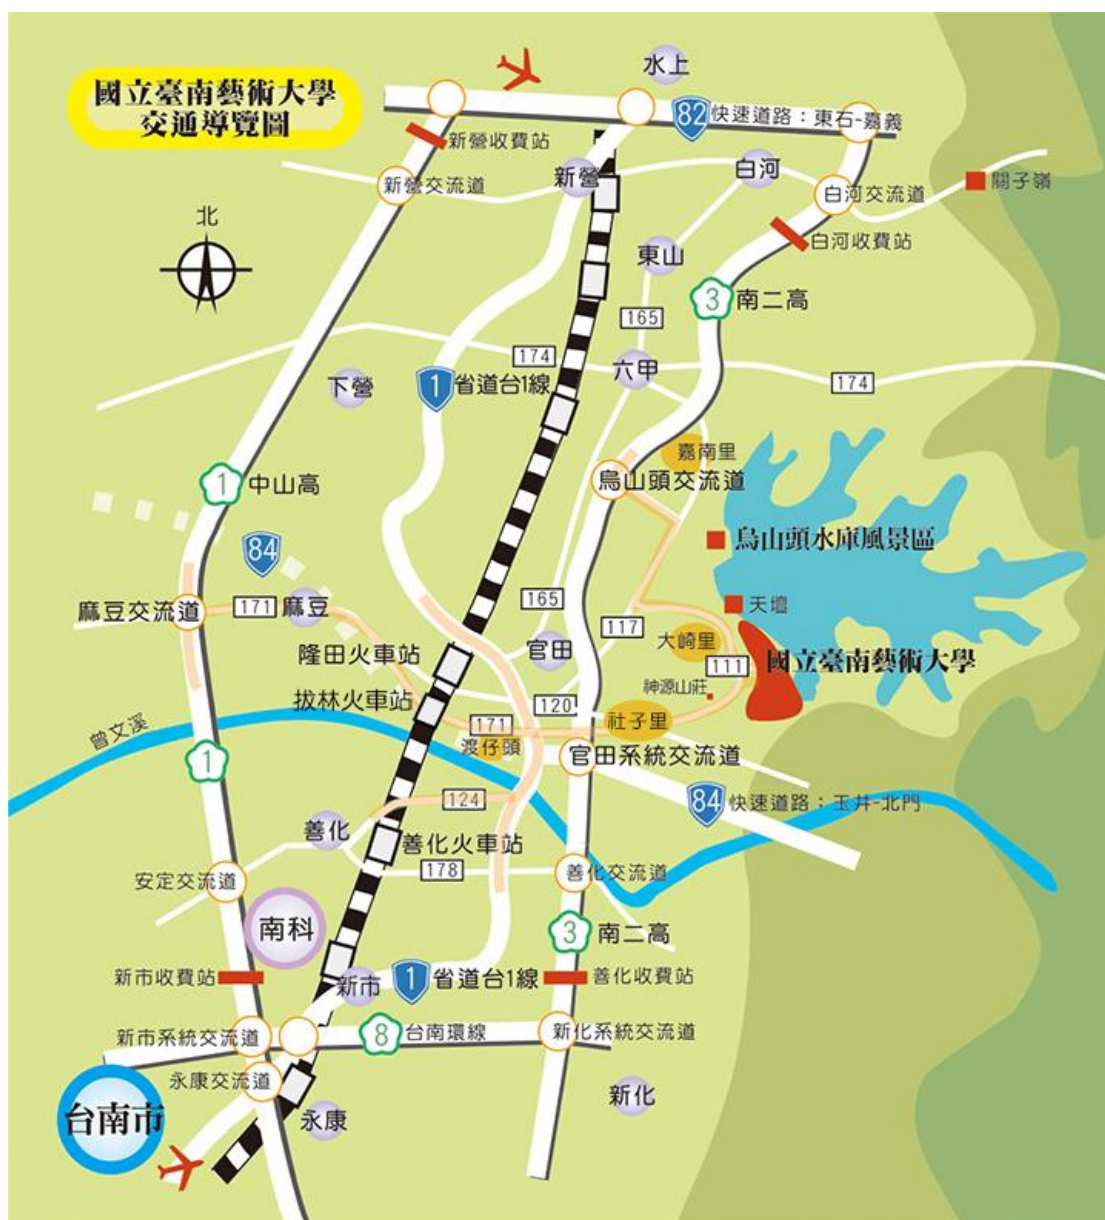 國立臺南藝術大學
交通導覽圖
水上
82
快速道路：東石-嘉義
新營收費站
新營交流道
新營
白河
白河交流道
關子嶺
北
白河收費站
東山
3
南二高
165
174
六甲
174
下營
1
省道台1線
嘉南里
烏山頭交流道
1
中山高
84
烏山頭水庫風景區
麻豆交流道
171
麻豆
165
天壇
117
大崎里
隆田火車站
官田
111
國立臺南藝術大學
拔林火車站
神源山莊
120
171
社子里
曾文溪
渡仔頭
官田系統交流道
1
124
84
快速道路：玉井-北門
善化
善化火車站
178
安定交流道
善化交流道
南科
3
南二高
新市收費站
新市
1
省道台1線
善化收費站
新市系統交流道
8
台南環線
新化系統交流道
永康交流道
台南市
永康
新化